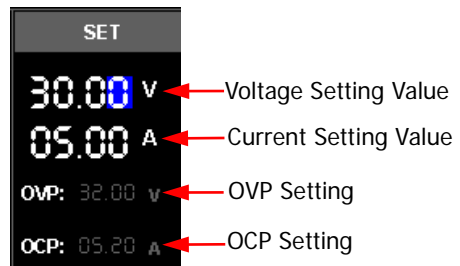 SET
30.00 V Voltage Setting Value
05.00 A Current Setting Value
OVP: 32.00 V OVP Setting
OCP: 05.20 A OCP Setting